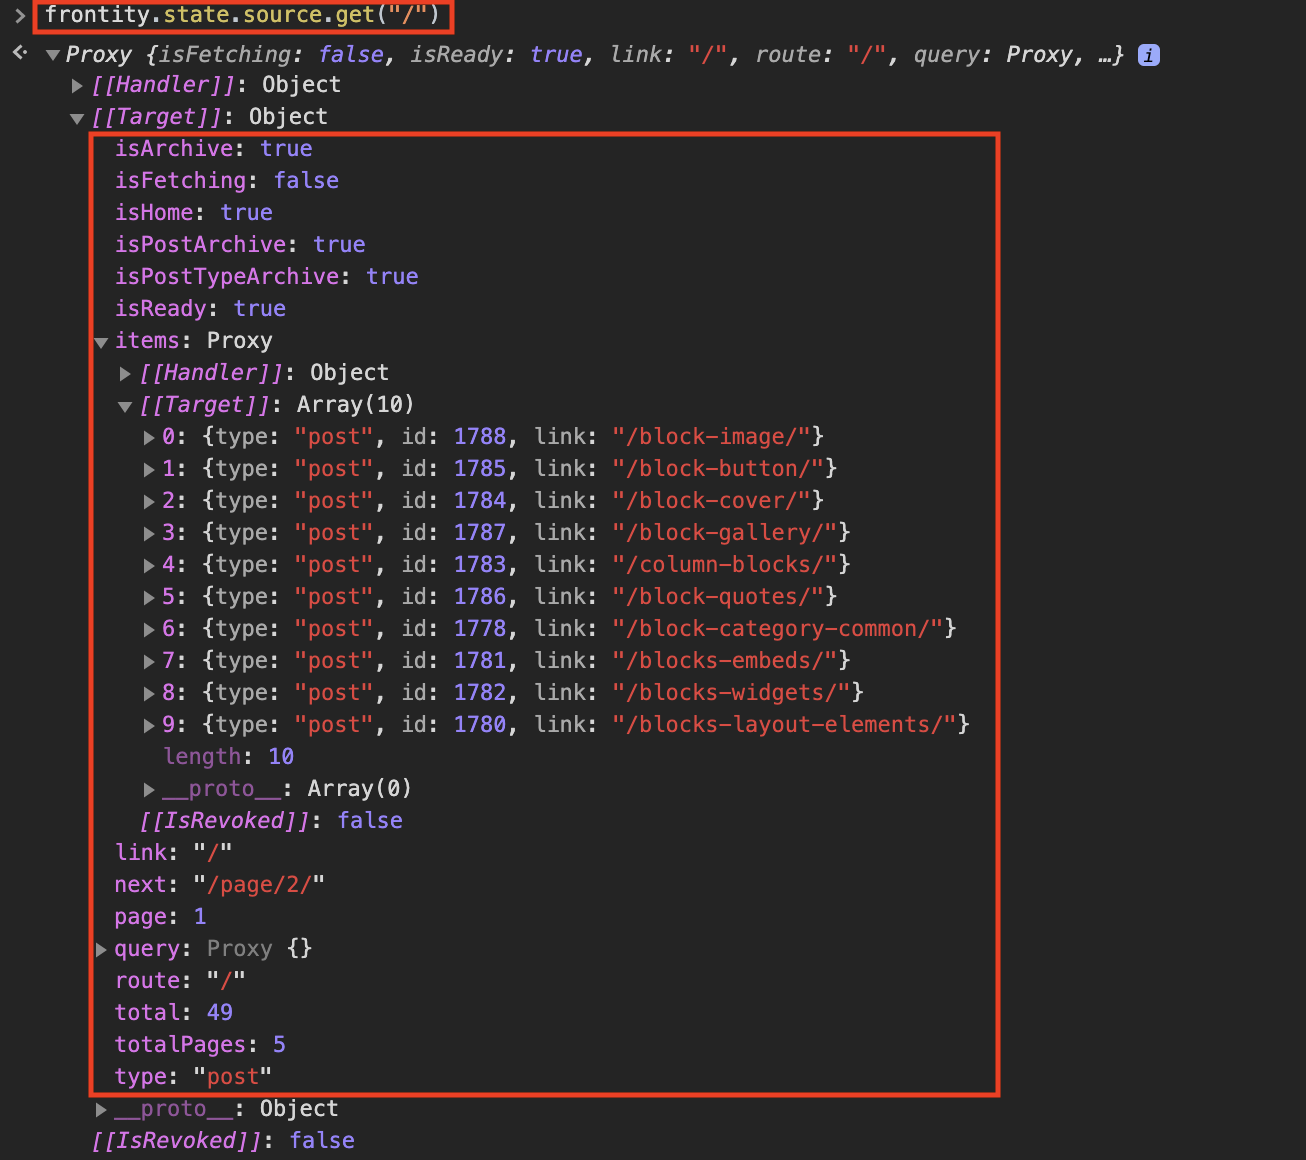 > frontity.state.source.get("/")
Proxy {isFetching: false, isReady: true, link: "/", route: "/", query: Proxy, …} i
[[Handler]]: Object
[[Target]]: Object
isArchive: true
isFetching: false
isHome: true
isPostArchive: true
isPostTypeArchive: true
isReady: true
items: Proxy
[[Handler]]: Object
[[Target]]: Array(10)
0: {type: "post", id: 1788, link: "/block-image/"}
1: {type: "post", id: 1785, link: "/block-button/"}
2: {type: "post", id: 1784, link: "/block-cover/"}
3: {type: "post", id: 1787, link: "/block-gallery/"}
4: {type: "post", id: 1783, link: "/column-blocks/"}
5: {type: "post", id: 1786, link: "/block-quotes/"}
6: {type: "post", id: 1778, link: "/block-category-common/"}
7: {type: "post", id: 1781, link: "/blocks-embeds/"}
8: {type: "post", id: 1782, link: "/blocks-widgets/"}
9: {type: "post", id: 1780, link: "/blocks-layout-elements/"}
length: 10
__proto__: Array(0)
[[IsRevoked]]: false
link: "/"
next: "/page/2/"
page: 1
query: Proxy {}
route: "/"
total: 49
totalPages: 5
type: "post"
__proto__: Object
[[IsRevoked]]: false